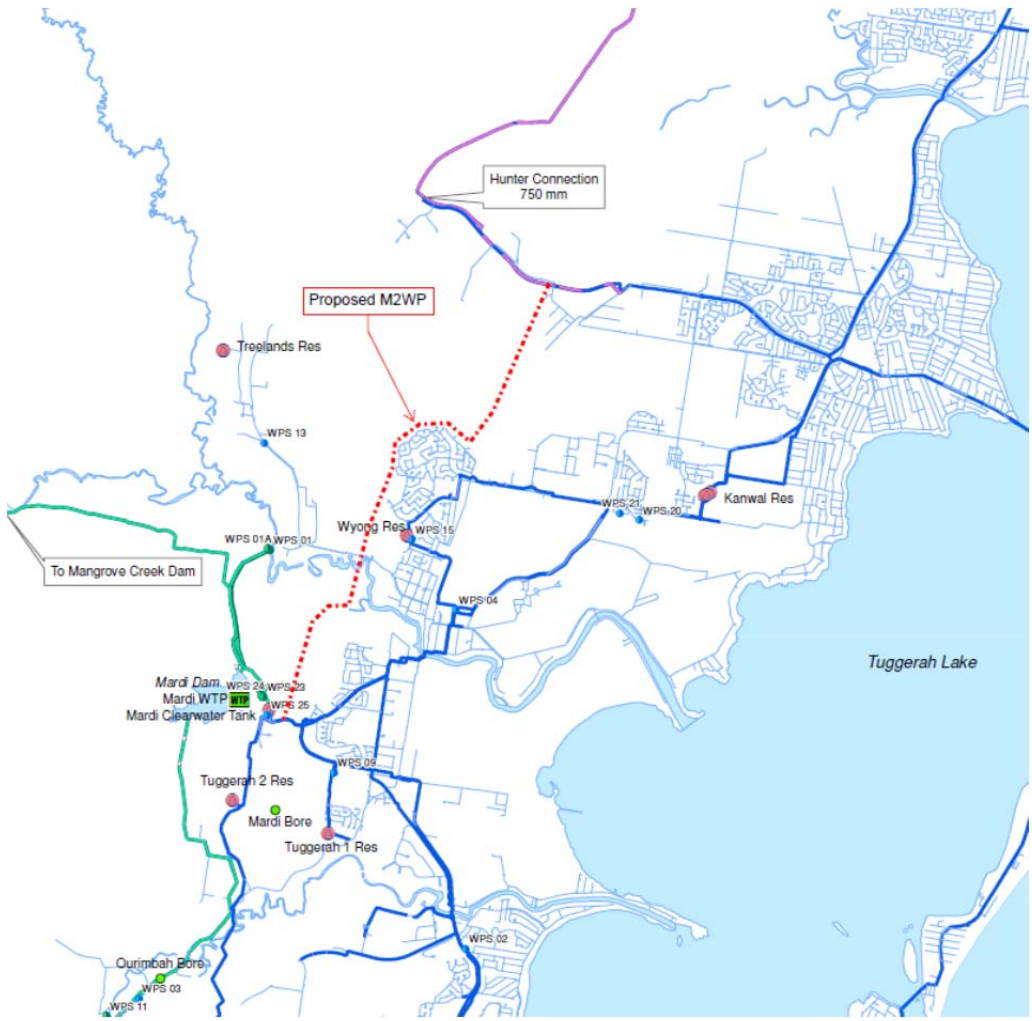 Hunter Connection
750 mm
Proposed M2WP
Treelands Res
WPS 13
Kanwal Res
WPS 21
WPS 20
Wyong Res
WPS 15
WPS 01A
WPS 01
To Mangrove Creek Dam
WPS 04
Tuggerah Lake
Mardi Dam
WPS 24
WPS 23
Mardi WTP
WTP
Mardi Clearwater Tank
WPS 25
WPS 09
Tuggerah 2 Res
Mardi Bore
Tuggerah 1 Res
WPS 02
Ourimbah Bore
WPS 03
WPS 11